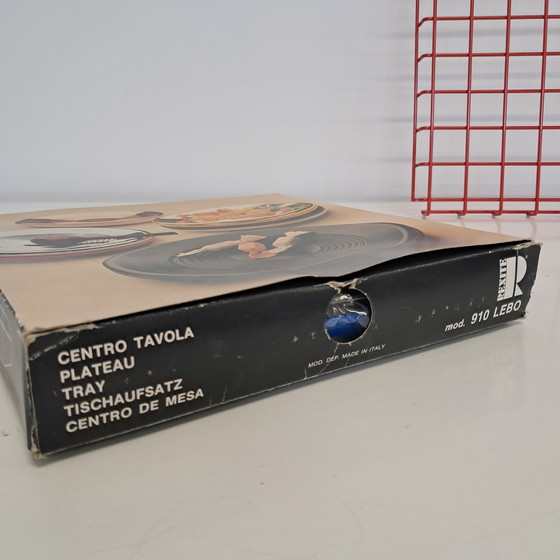 CENTRO TAVOLA
PLATEAU
TRAY
TISCHAUFSATZ
CENTRO DE MESA
MOD. DEP. MADE IN ITALY
REXITE
R
mod. 910 LEBO